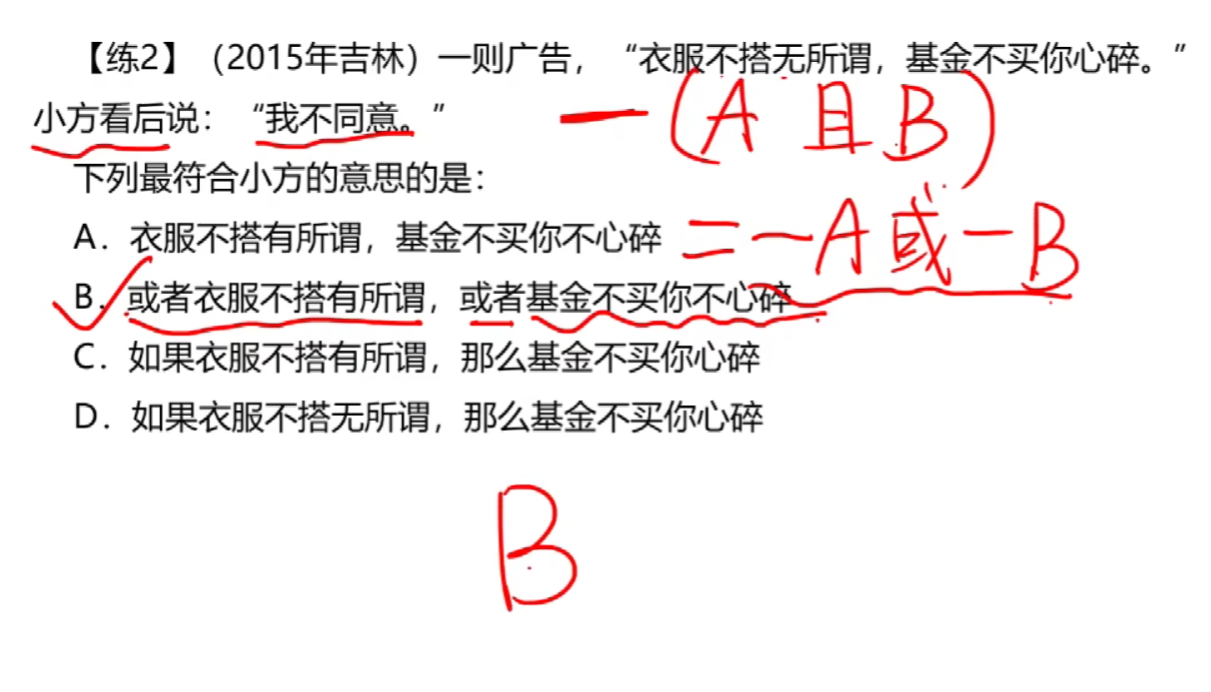 【练2】（2015年吉林）一则广告，“衣服不搭无所谓，基金不买你心碎。”
小方看后说：“我不同意。”
一(A 且 B)
下列最符合小方的意思的是：
A．衣服不搭有所谓，基金不买你不心碎
=一A或一B
B．或者衣服不搭有所谓，或者基金不买你不心碎
C．如果衣服不搭有所谓，那么基金不买你心碎
D．如果衣服不搭无所谓，那么基金不买你心碎
B